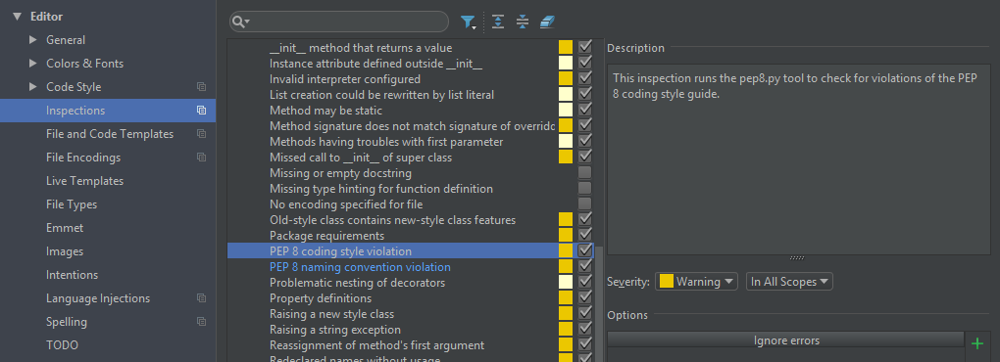 Editor
General
Colors & Fonts
Code Style
Inspections
File and Code Templates
File Encodings
Live Templates
File Types
Emmet
Images
Intentions
Language Injections
Spelling
TODO
__init__ method that returns a value
Instance attribute defined outside __init__
Invalid interpreter configured
List creation could be rewritten by list literal
Method may be static
Method signature does not match signature of overridd
Methods having troubles with first parameter
Missed call to __init__ of super class
Missing or empty docstring
Missing type hinting for function definition
No encoding specified for file
Old-style class contains new-style class features
Package requirements
PEP 8 coding style violation
PEP 8 naming convention violation
Problematic nesting of decorators
Property definitions
Raising a new style class
Raising a string exception
Reassignment of method's first argument
Redeclared names without usage
Description
This inspection runs the pep8.py tool to check for violations of the PEP
8 coding style guide.
Severity: Warning In All Scopes
Options
Ignore errors